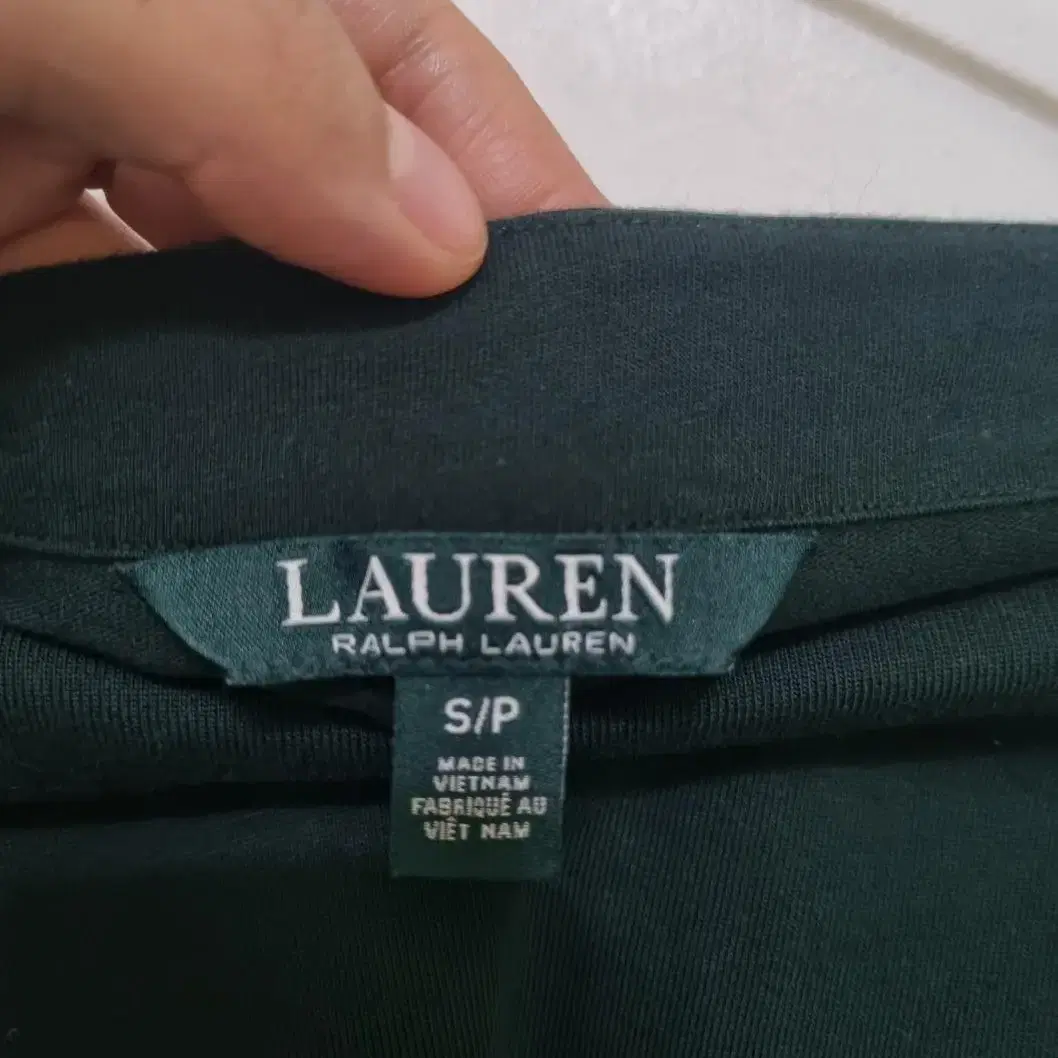 LAUREN
RALPH LAUREN
S/P
MADE IN
VIETNAM
FABRIQUÉ AU
VIÊT NAM